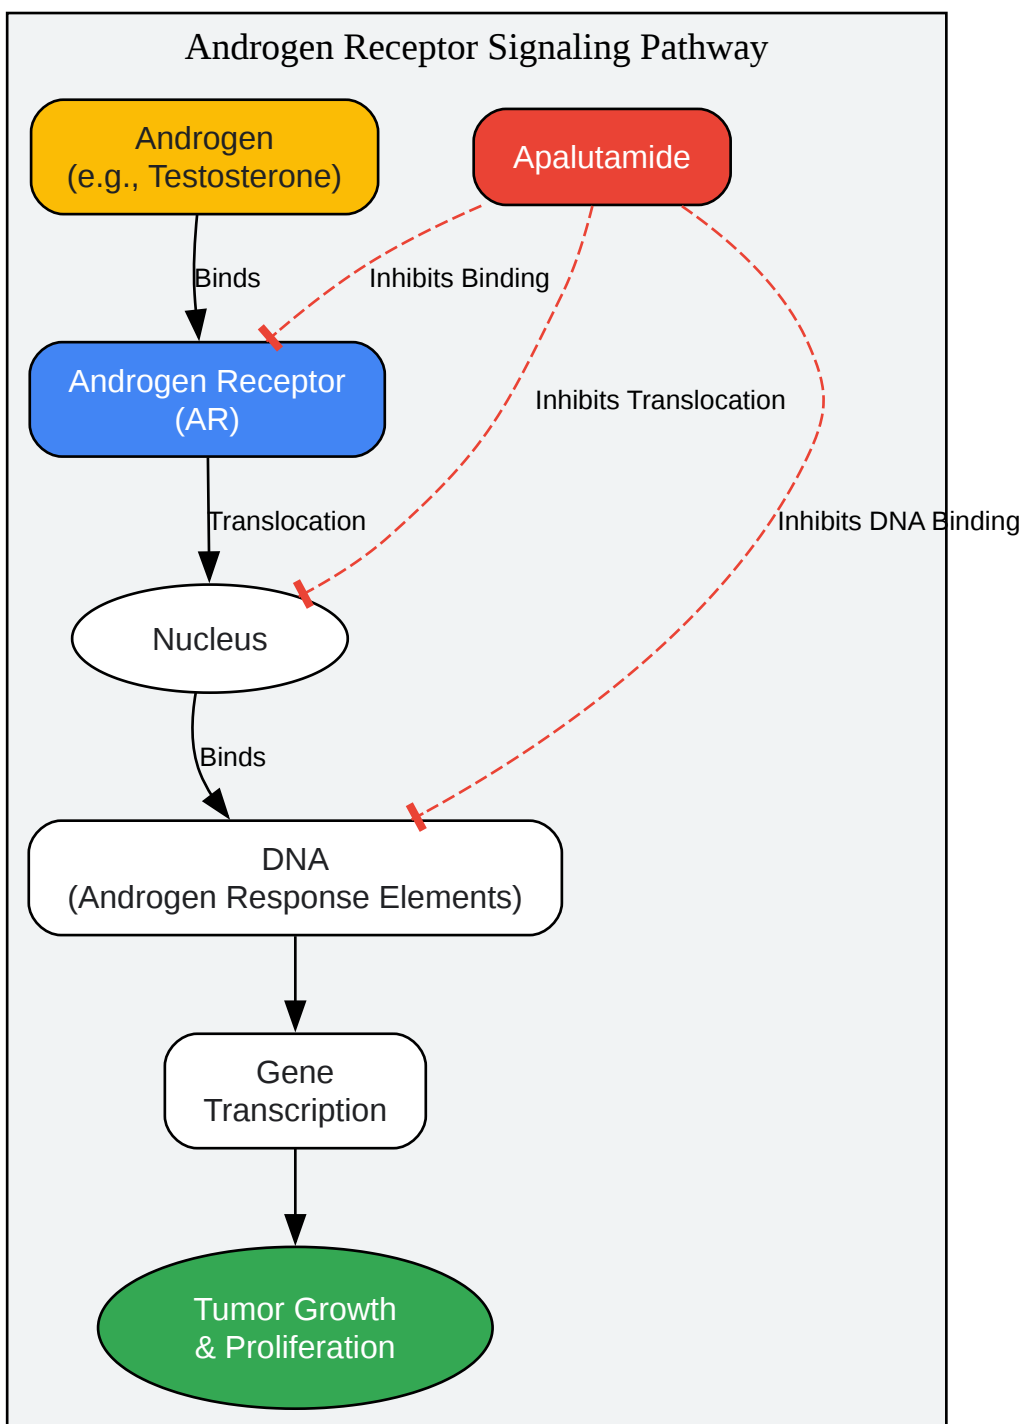 Androgen Receptor Signaling Pathway
Androgen
(e.g., Testosterone)
Apalutamide
Binds
Inhibits Binding
Androgen Receptor
(AR)
Inhibits Translocation
Translocation
Inhibits DNA Binding
Nucleus
Binds
DNA
(Androgen Response Elements)
Gene
Transcription
Tumor Growth
& Proliferation